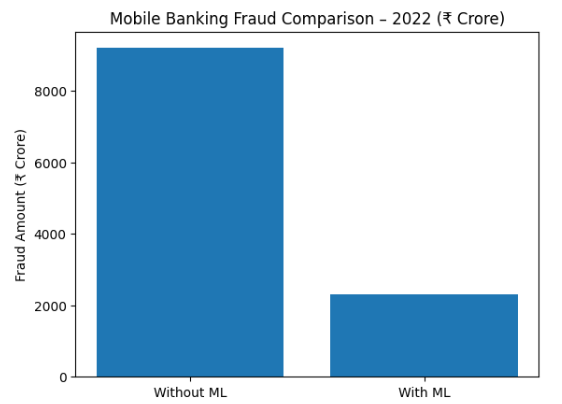 Mobile Banking Fraud Comparison – 2022 (₹ Crore)
Fraud Amount (₹ Crore)
8000
6000
4000
2000
0
Without ML
With ML